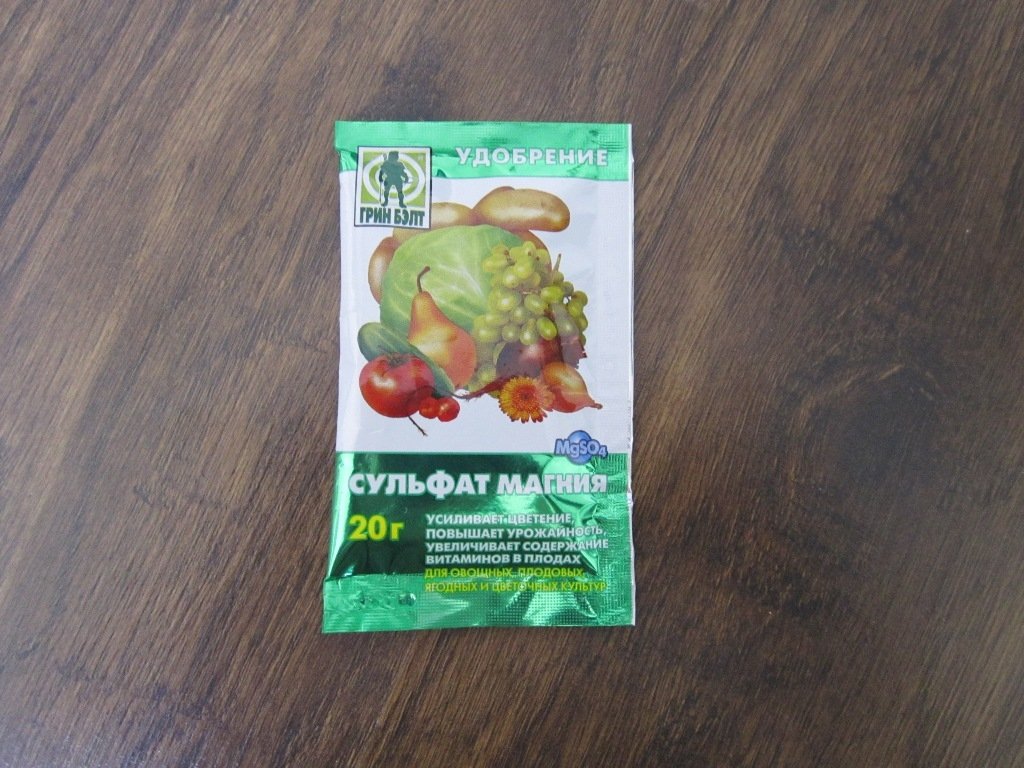 УДОБРЕНИЕ
ГРИН БЭЛТ
MgSO4
СУЛЬФАТ МАГНИЯ
20 г
УСИЛИВАЕТ ЦВЕТЕНИЕ,
ПОВЫШАЕТ УРОЖАЙНОСТЬ,
УВЕЛИЧИВАЕТ СОДЕРЖАНИЕ
ВИТАМИНОВ В ПЛОДАХ
ДЛЯ ОВОЩНЫХ, ПЛОДОВЫХ,
ЯГОДНЫХ И ЦВЕТОЧНЫХ КУЛЬТУР